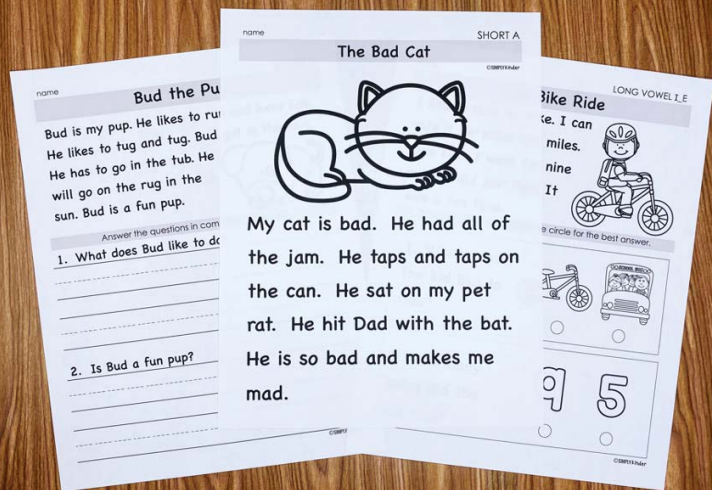 name
Bud the Pu
Bud is my pup. He likes to ru
He likes to tug and tug. Bud
He has to go in the tub. He
will go on the rug in the
sun. Bud is a fun pup.
Answer the questions in com
1. What does Bud like to do
2. Is Bud a fun pup?
©SIMPLYkinder
name
SHORT A
The Bad Cat
©SIMPLYkinder
My cat is bad. He had all of
the jam. He taps and taps on
the can. He sat on my pet
rat. He hit Dad with the bat.
He is so bad and makes me
mad.
LONG VOWEL I_E
Bike Ride
ke. I can
miles.
nine
It
e circle for the best answer.
SCHOOL BUS
9 5
©SIMPLYkinder